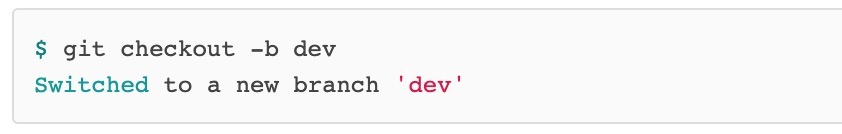 $ git checkout -b dev
Switched to a new branch 'dev'